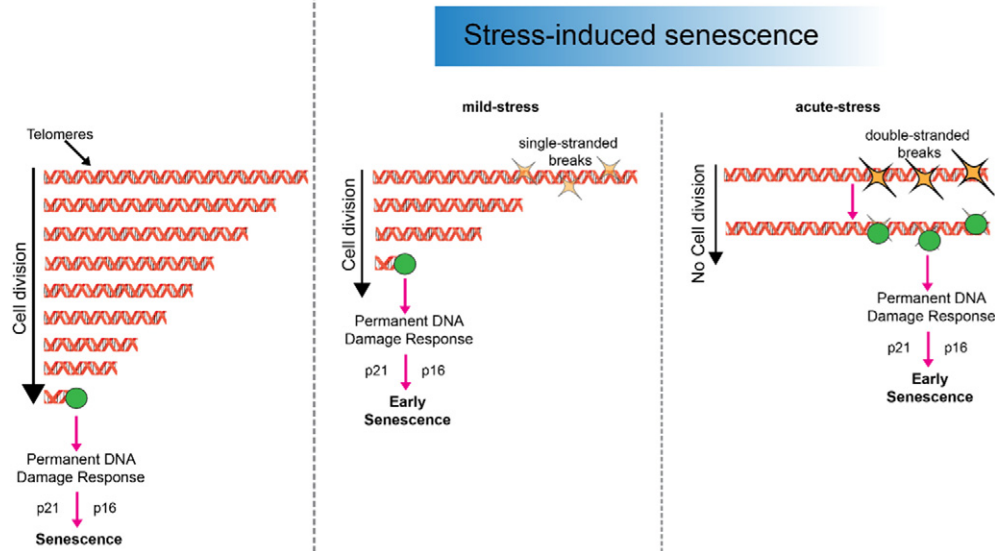 Stress-induced senescence
Telomeres
Cell division
Permanent DNA
Damage Response
p21 p16
Senescence
mild-stress
single-stranded
breaks
Cell division
Permanent DNA
Damage Response
p21 p16
Early
Senescence
acute-stress
double-stranded
breaks
No Cell division
Permanent DNA
Damage Response
p21 p16
Early
Senescence